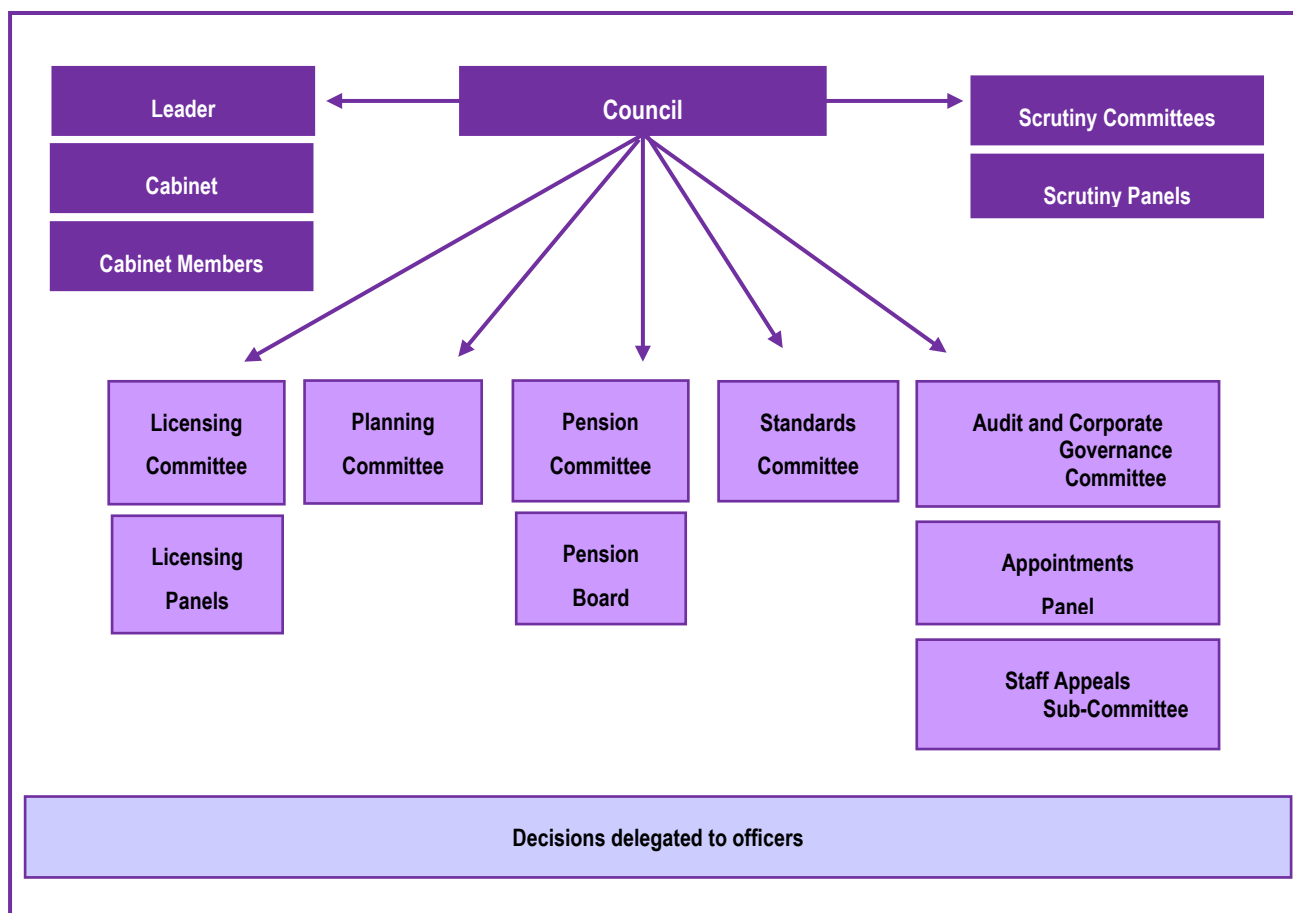 Leader
Council
Scrutiny Committees
Cabinet
Scrutiny Panels
Cabinet Members
Licensing
Committee
Planning
Committee
Pension
Committee
Standards
Committee
Audit and Corporate
Governance
Committee
Licensing
Panels
Pension
Board
Appointments
Panel
Staff Appeals
Sub-Committee
Decisions delegated to officers